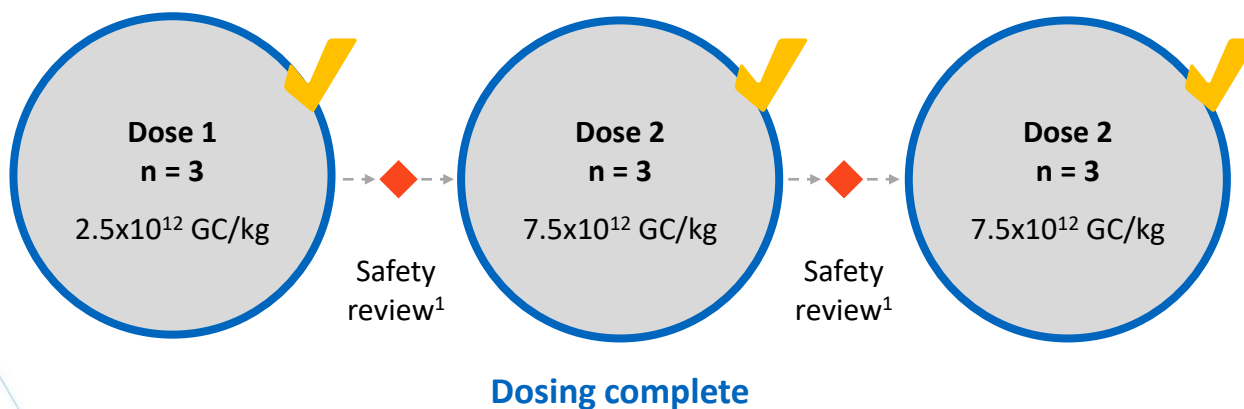 Dose 1
n = 3
2.5x10¹² GC/kg
Safety
review¹
Dose 2
n = 3
7.5x10¹² GC/kg
Safety
review¹
Dose 2
n = 3
7.5x10¹² GC/kg
Dosing complete